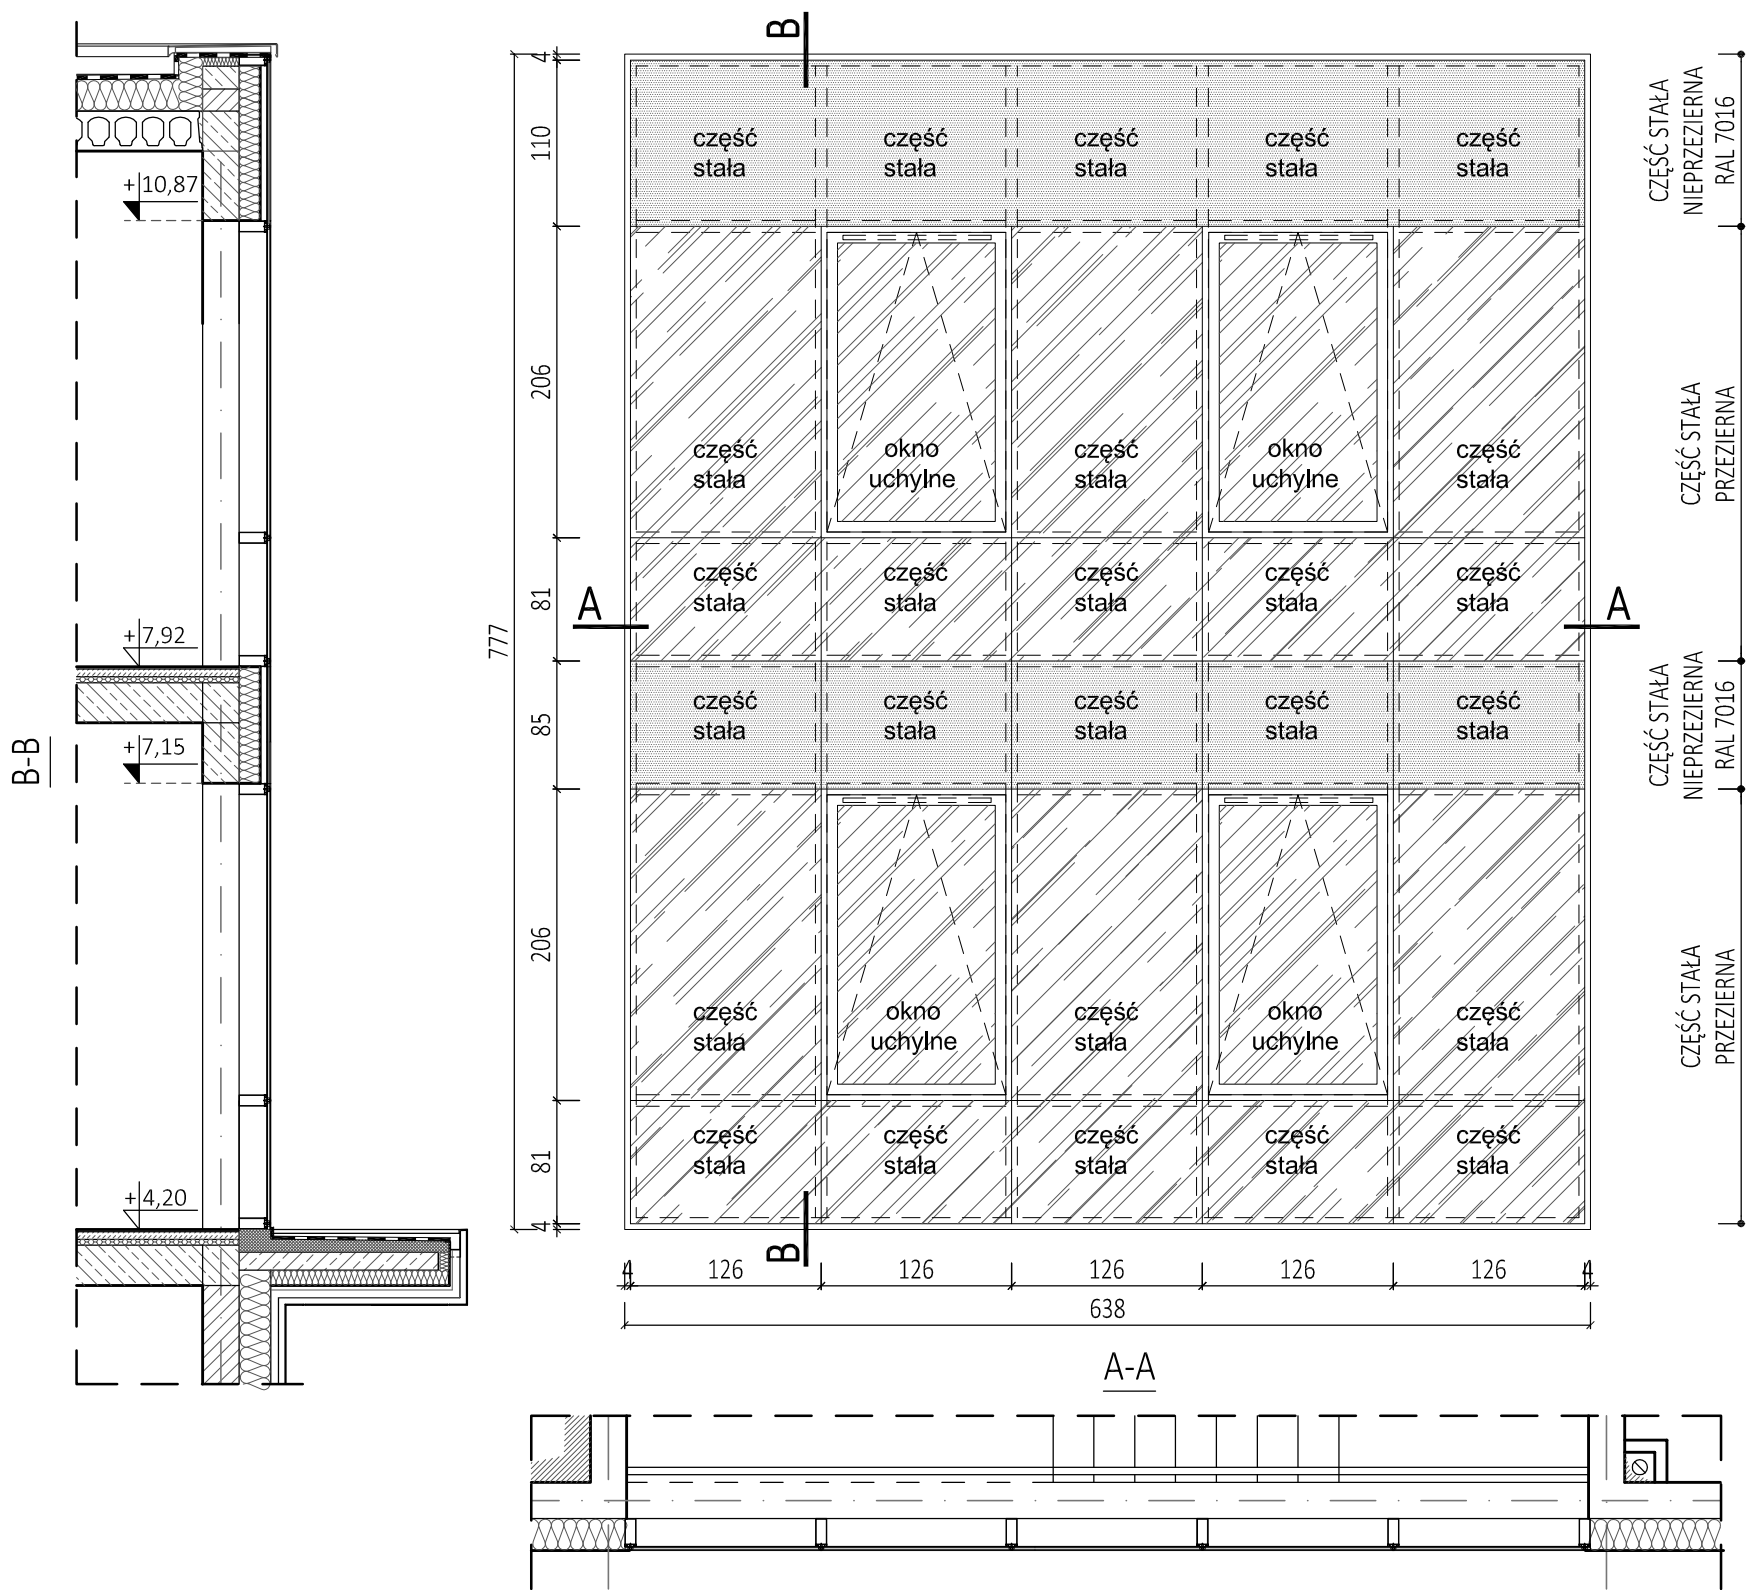 B-B
+10,87
+7,92
+7,15
+4,20
B
4
110
206
81
85
206
81
4
777
część
stała
część
stała
część
stała
część
stała
część
stała
część
stała
okno
uchylne
część
stała
okno
uchylne
część
stała
część
stała
część
stała
część
stała
część
stała
część
stała
A
A
część
stała
część
stała
część
stała
część
stała
część
stała
część
stała
okno
uchylne
część
stała
okno
uchylne
część
stała
część
stała
część
stała
część
stała
część
stała
część
stała
B
4
126
126
126
126
126
4
638
CZĘŚĆ STAŁA
NIEPRZEZIERNA
RAL 7016
CZĘŚĆ STAŁA
PRZEZIERNA
CZĘŚĆ STAŁA
NIEPRZEZIERNA
RAL 7016
CZĘŚĆ STAŁA
PRZEZIERNA
A-A